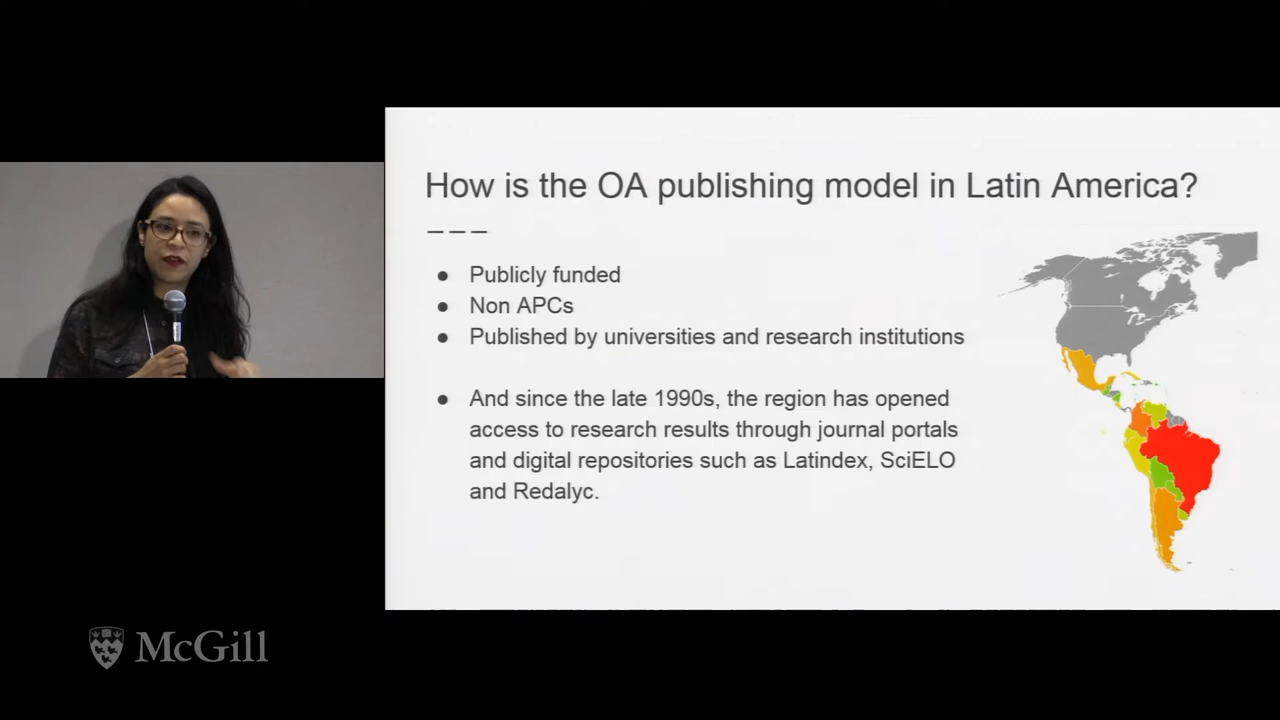 How is the OA publishing model in Latin America?
● Publicly funded
● Non APCs
● Published by universities and research institutions
● And since the late 1990s, the region has opened
access to research results through journal portals
and digital repositories such as Latindex, SciELO
and Redalyc.
McGill